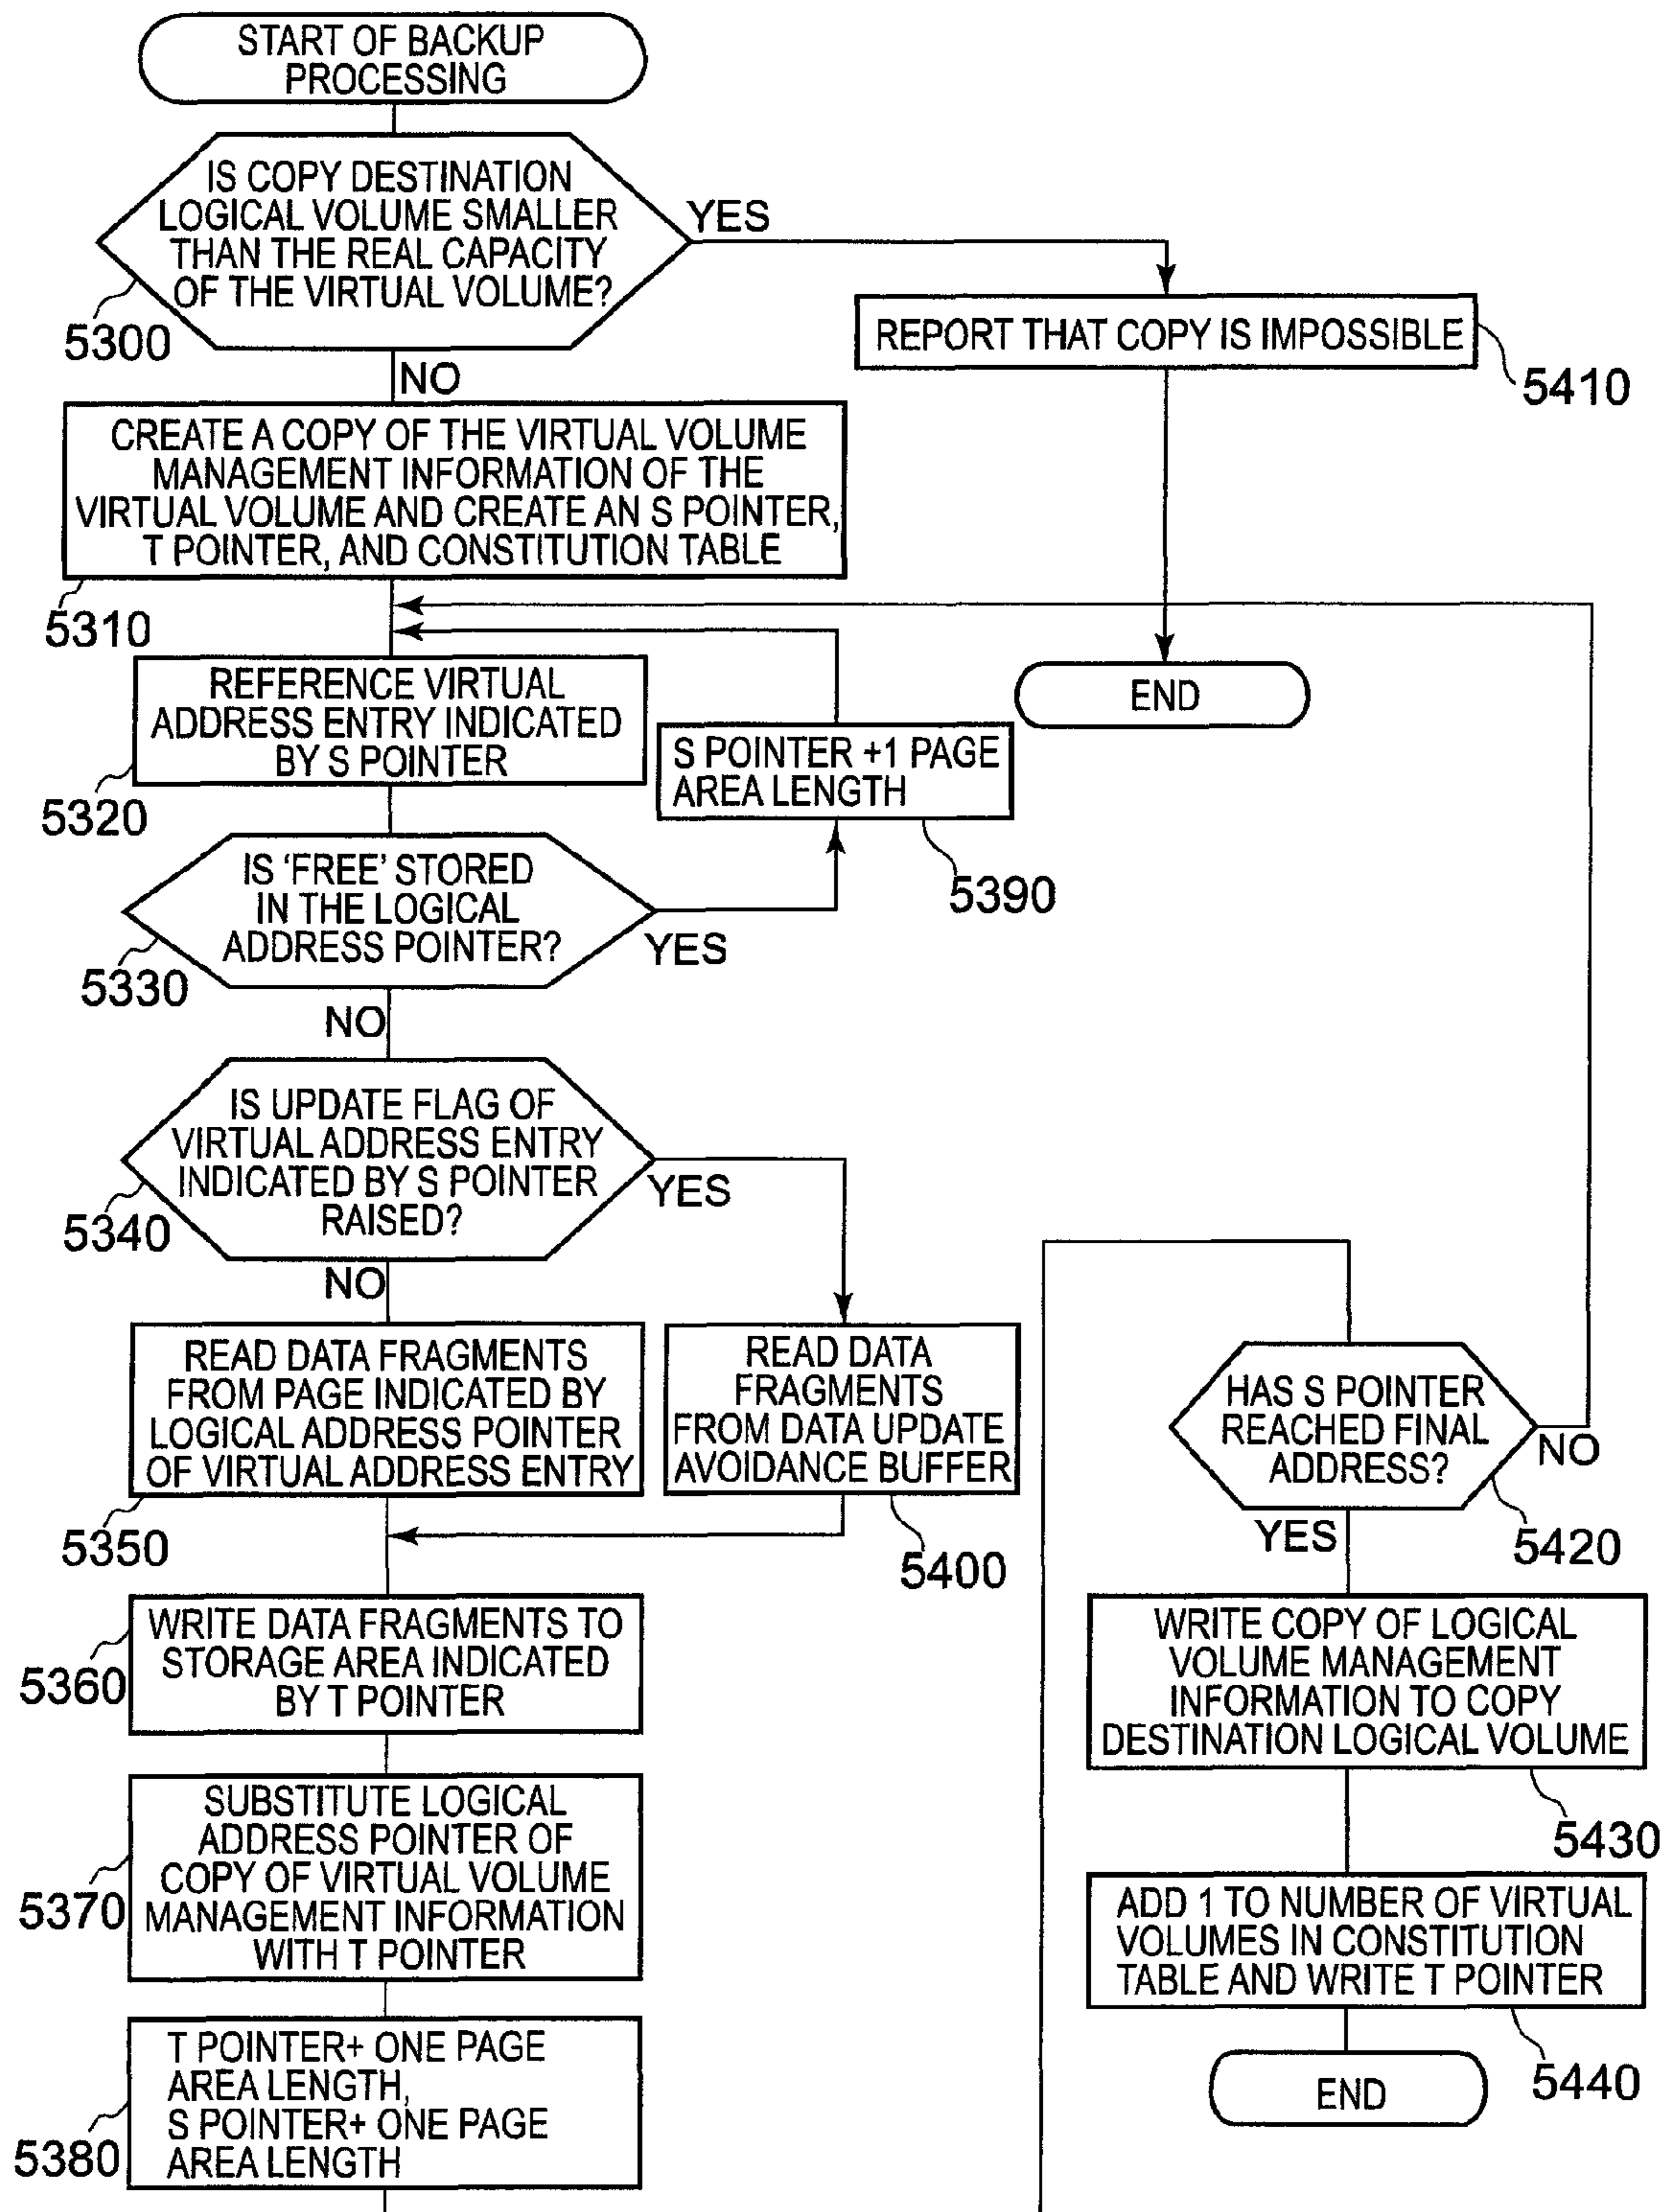 START OF BACKUP
PROCESSING
IS COPY DESTINATION
LOGICAL VOLUME SMALLER
THAN THE REAL CAPACITY
OF THE VIRTUAL VOLUME?
YES
5300
NO
REPORT THAT COPY IS IMPOSSIBLE
5410
CREATE A COPY OF THE VIRTUAL VOLUME
MANAGEMENT INFORMATION OF THE
VIRTUAL VOLUME AND CREATE AN S POINTER,
T POINTER, AND CONSTITUTION TABLE
5310
END
REFERENCE VIRTUAL
ADDRESS ENTRY INDICATED
BY S POINTER
5320
S POINTER +1 PAGE
AREA LENGTH
5390
IS 'FREE' STORED
IN THE LOGICAL
ADDRESS POINTER?
YES
5330
NO
IS UPDATE FLAG OF
VIRTUAL ADDRESS ENTRY
INDICATED BY S POINTER
RAISED?
YES
5340
NO
READ DATA FRAGMENTS
FROM PAGE INDICATED BY
LOGICAL ADDRESS POINTER
OF VIRTUAL ADDRESS ENTRY
5350
READ DATA
FRAGMENTS
FROM DATA UPDATE
AVOIDANCE BUFFER
5400
WRITE DATA FRAGMENTS TO
STORAGE AREA INDICATED
BY T POINTER
5360
SUBSTITUTE LOGICAL
ADDRESS POINTER OF
COPY OF VIRTUAL VOLUME
MANAGEMENT INFORMATION
WITH T POINTER
5370
T POINTER+ ONE PAGE
AREA LENGTH,
S POINTER+ ONE PAGE
AREA LENGTH
5380
HAS S POINTER
REACHED FINAL
ADDRESS?
NO
YES
5420
WRITE COPY OF LOGICAL
VOLUME MANAGEMENT
INFORMATION TO COPY
DESTINATION LOGICAL VOLUME
5430
ADD 1 TO NUMBER OF VIRTUAL
VOLUMES IN CONSTITUTION
TABLE AND WRITE T POINTER
5440
END